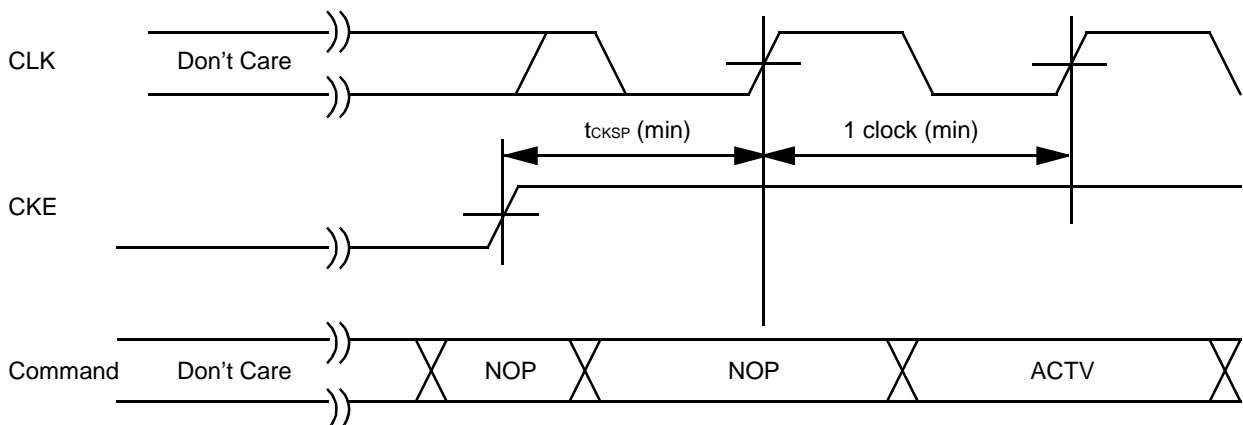 CLK Don't Care
tCKSP (min) 1 clock (min)
CKE
Command Don't Care NOP NOP ACTV